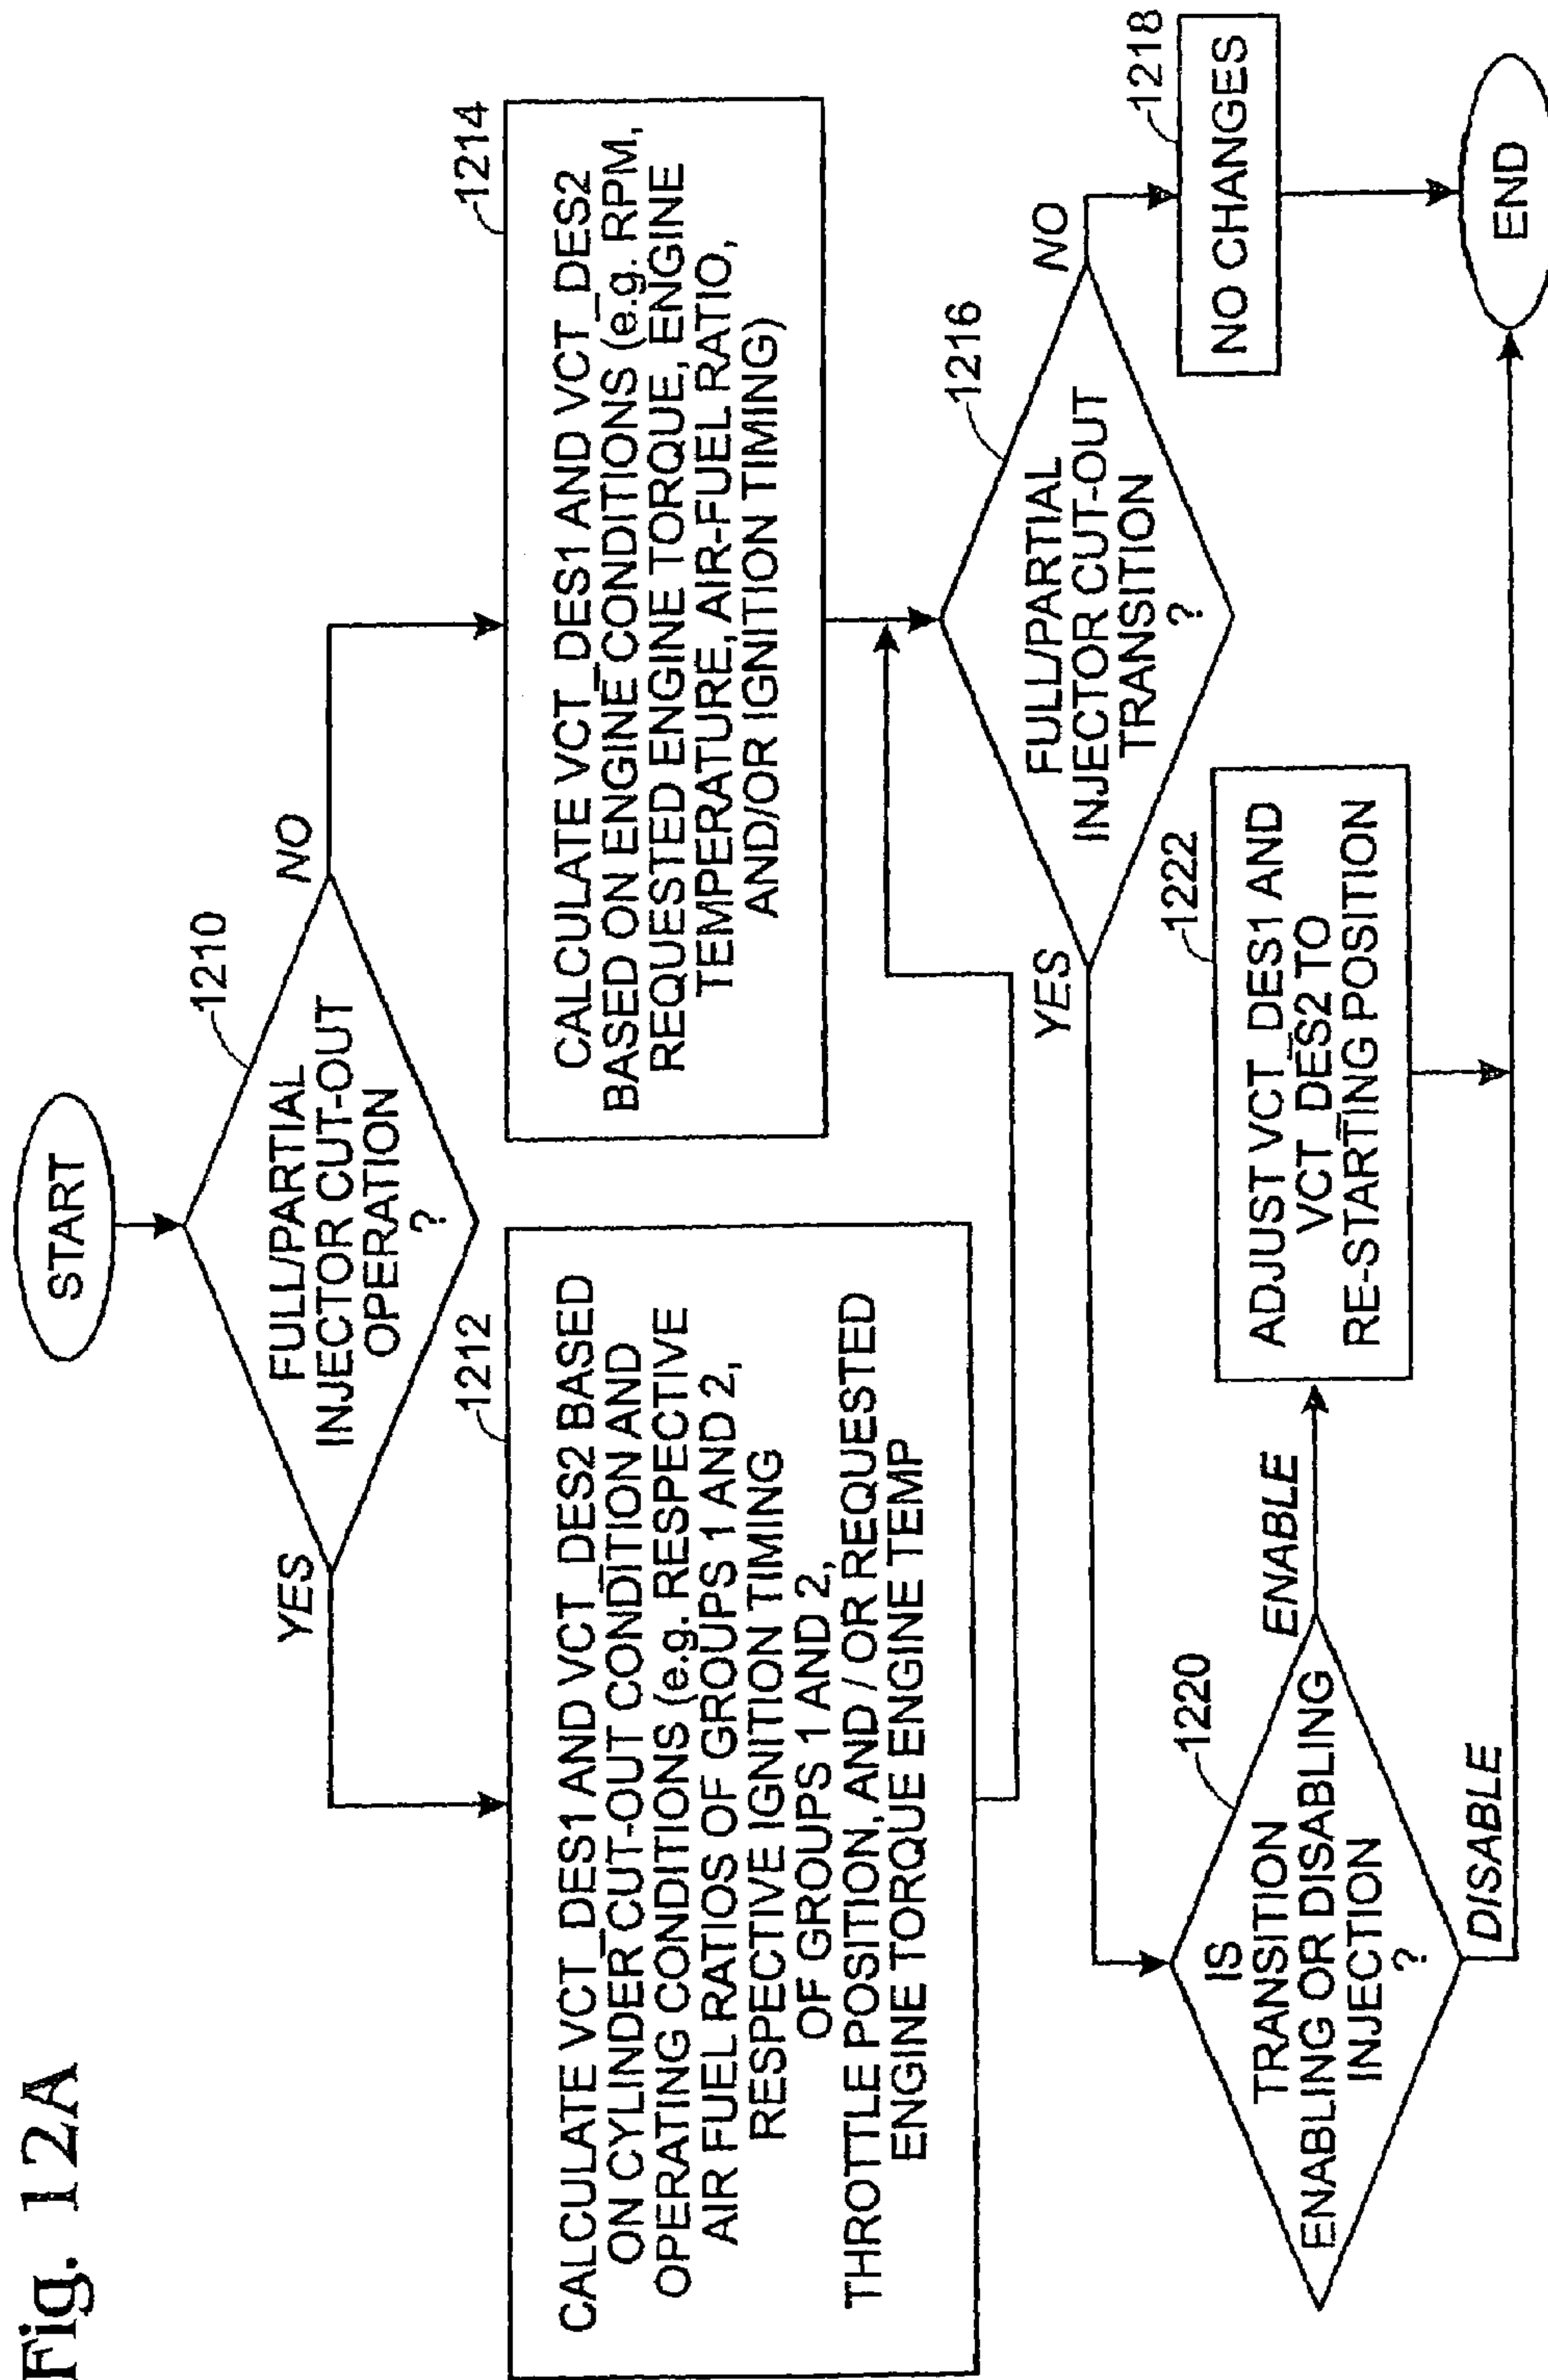 Fig. 12A
START
1210
FULL/PARTIAL
INJECTOR CUT-OUT
OPERATION
?
YES
NO
1212
CALCULATE VCT_DES1 AND VCT_DES2 BASED
ON CYLINDER CUT-OUT CONDITION AND
OPERATING CONDITIONS (e.g. RESPECTIVE
AIR FUEL RATIOS OF GROUPS 1 AND 2,
RESPECTIVE IGNITION TIMING
OF GROUPS 1 AND 2,
THROTTLE POSITION, AND / OR REQUESTED
ENGINE TORQUE ENGINE TEMP
1214
CALCULATE VCT_DES1 AND VCT_DES2
BASED ON ENGINE CONDITIONS (e.g. RPM,
REQUESTED ENGINE TORQUE, ENGINE
TEMPERATURE, AIR-FUEL RATIO,
AND/OR IGNITION TIMING)
1216
FULL/PARTIAL
INJECTOR CUT-OUT
TRANSITION
?
YES
NO
1218
NO CHANGES
1220
IS
TRANSITION
ENABLING OR DISABLING
INJECTION
?
ENABLE
DISABLE
1222
ADJUST VCT_DES1 AND
VCT_DES2 TO
RE-STARTING POSITION
END